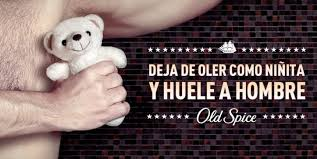 DEJA DE OLER COMO NIÑITA
Y HUELE A HOMBRE
Old Spice